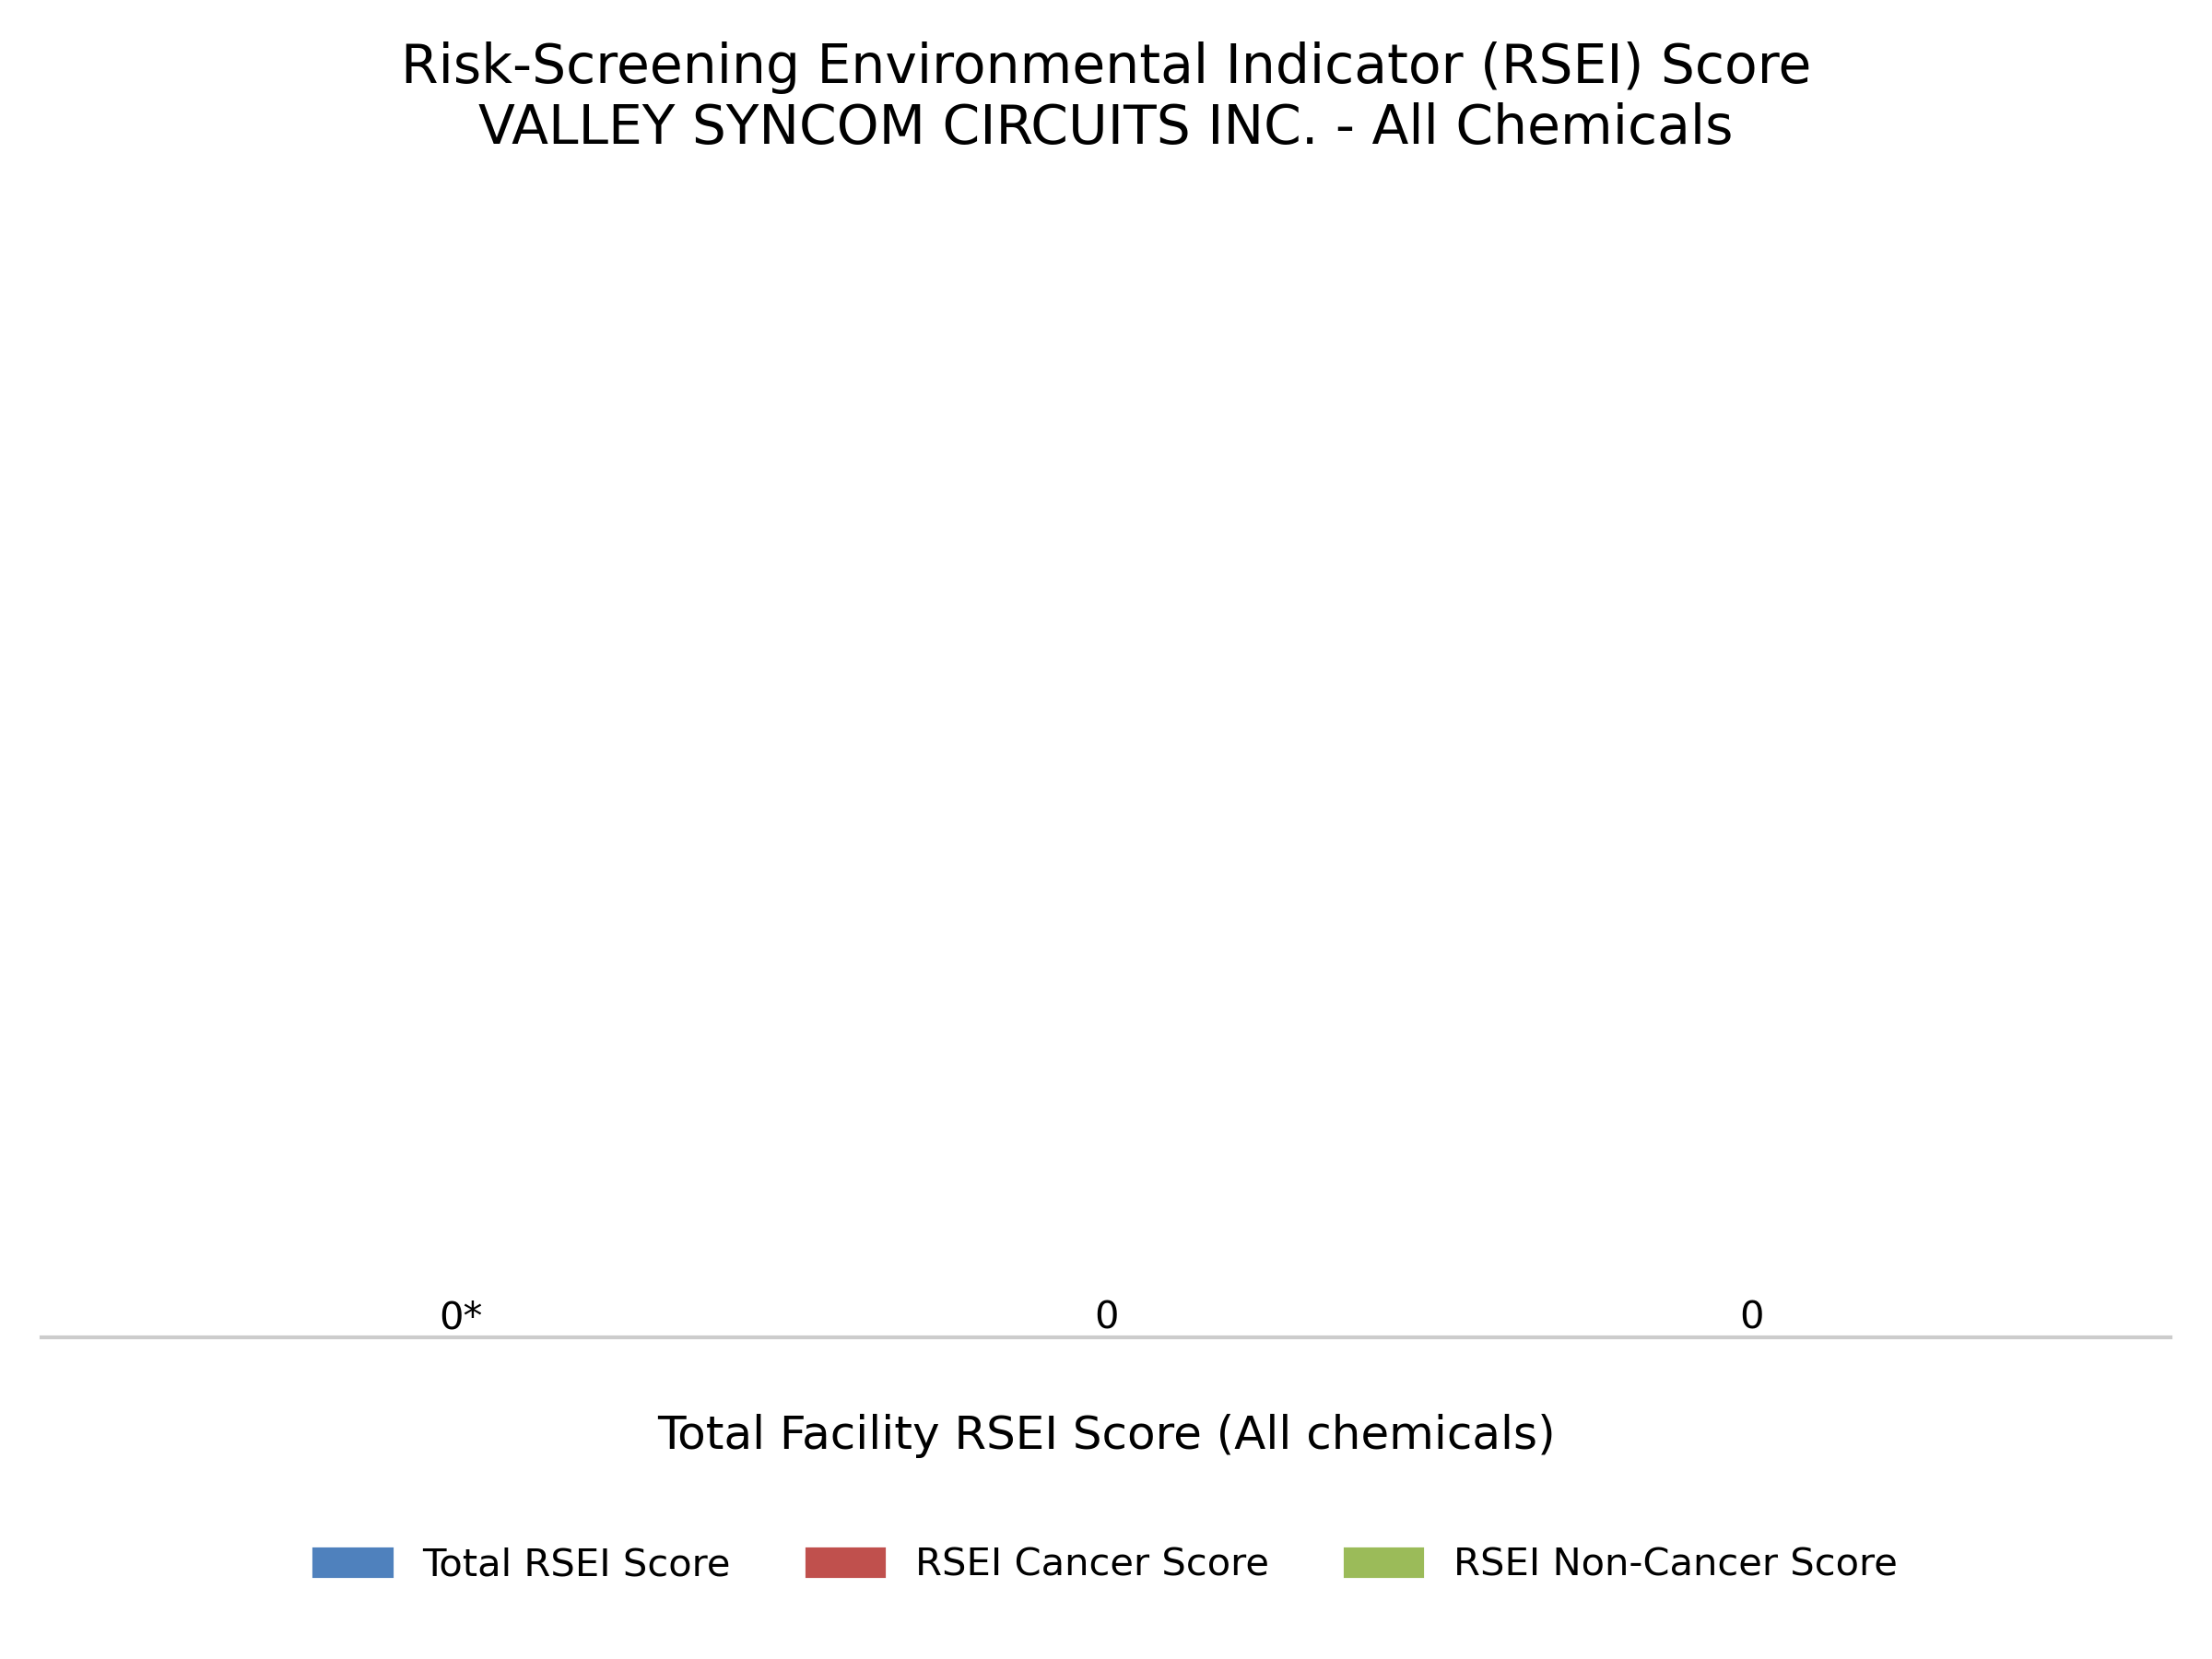 Risk-Screening Environmental Indicator (RSEI) Score
VALLEY SYNCOM CIRCUITS INC. - All Chemicals
0* 0 0
Total Facility RSEI Score (All chemicals)
Total RSEI Score RSEI Cancer Score RSEI Non-Cancer Score